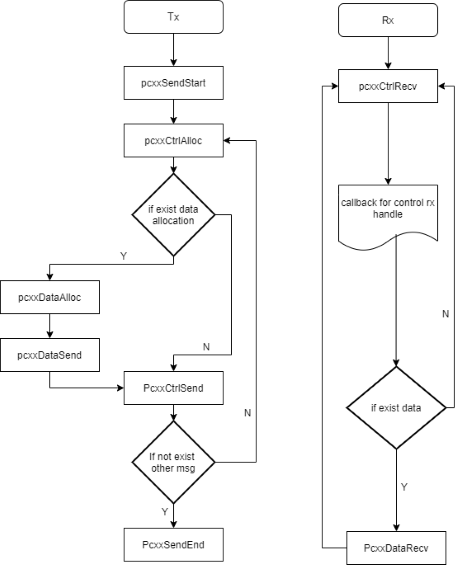 Tx
pcxxSendStart
pcxxCtrlAlloc
if exist data
allocation
Y
pcxxDataAlloc
pcxxDataSend
N
PcxxCtrlSend
N
If not exist
other msg
Y
PcxxSendEnd
Rx
pcxxCtrlRecv
callback for control rx
handle
N
if exist data
Y
PcxxDataRecv